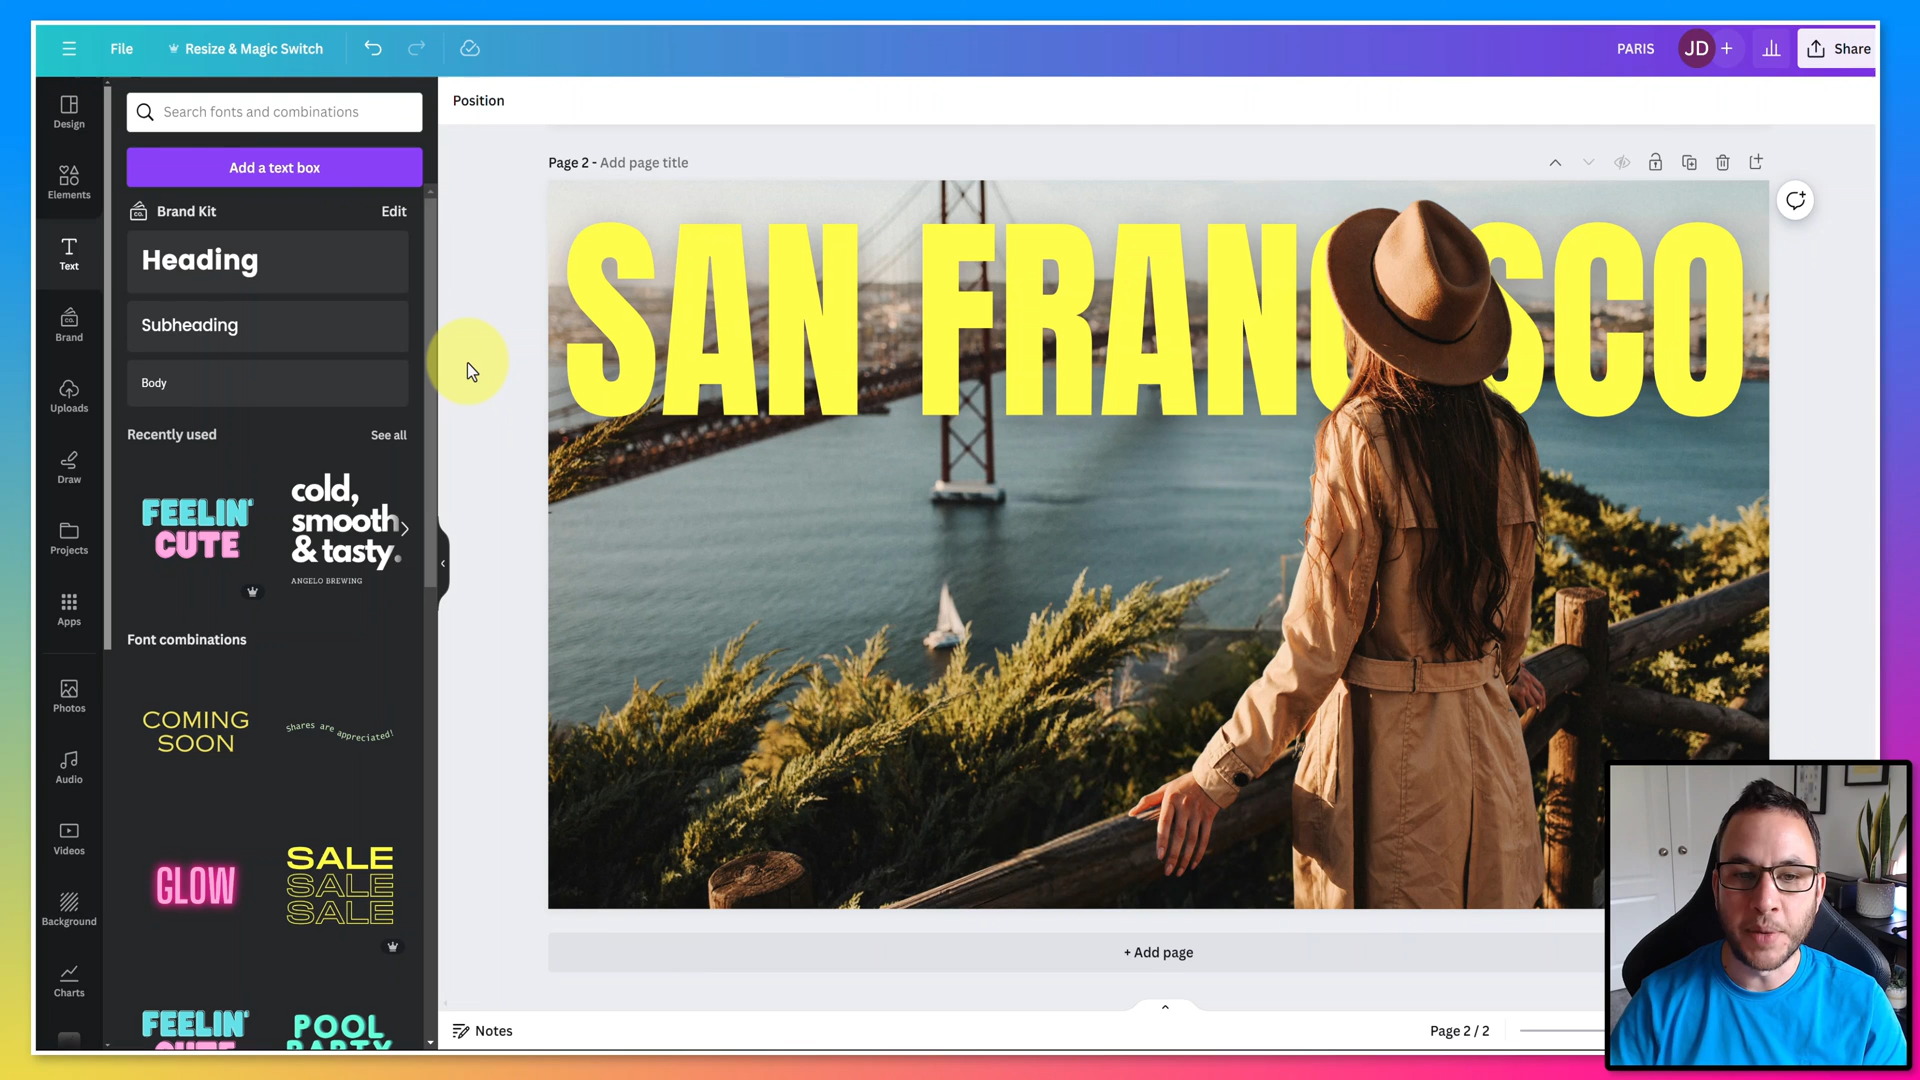 File
Resize & Magic Switch
PARIS
JD
+
Share
Design
Elements
Text
Brand
Uploads
Draw
Projects
Apps
Photos
Audio
Videos
Background
Charts
Search fonts and combinations
Add a text box
Brand Kit
Edit
Heading
Subheading
Body
Recently used
See all
FEELIN'
CUTE
cold,
smooth
& tasty.
ANGELO BREWING
Font combinations
COMING
SOON
Shares are appreciated!
GLOW
SALE
SALE
SALE
FEELIN'
CUTE
POOL
PARTY
Position
Page 2 - Add page title
SAN FRANCISCO
+ Add page
Notes
Page 2 / 2